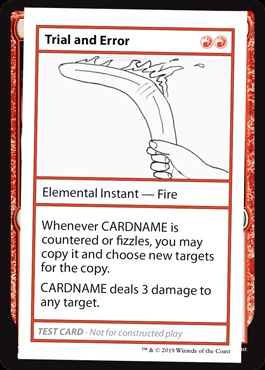 Trial and Error
Elemental Instant — Fire
Whenever CARDNAME is
countered or fizzles, you may
copy it and choose new targets
for the copy.
CARDNAME deals 3 damage to
any target.
TEST CARD - Not for constructed play
™ & © 2019 Wizards of the Coast